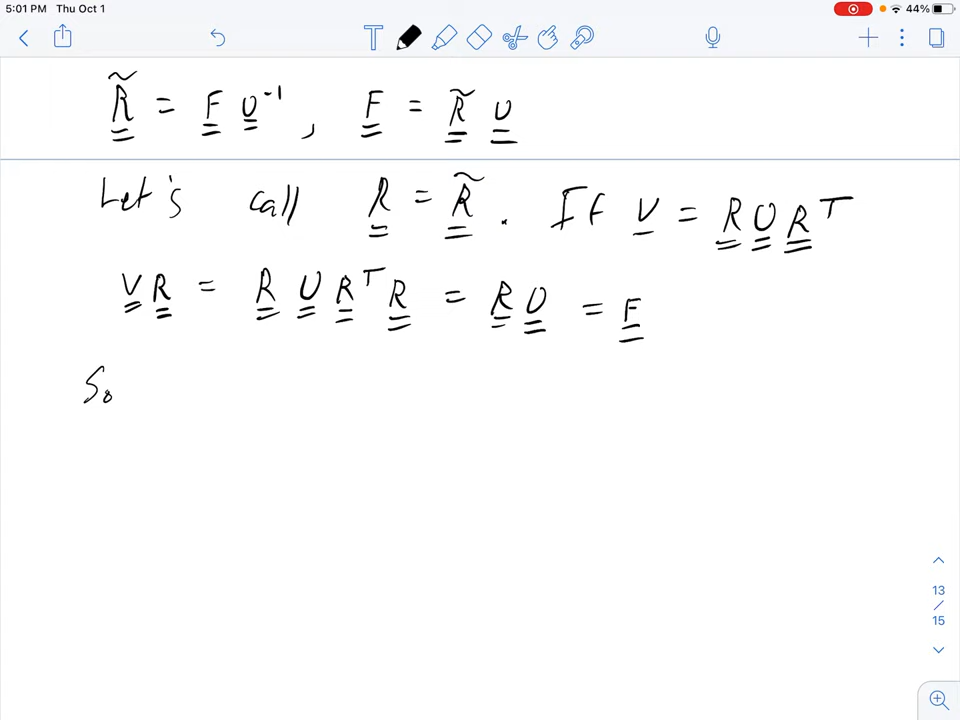 5:01 PM Thu Oct 1 44%
R̃ = F U⁻¹ , F = R̃ U
Let's call R = R̃ . If V = R U Rᵀ
V R = R U Rᵀ R = R U = F
So
13
/
15